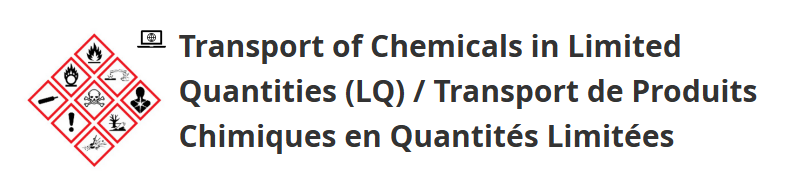 Transport of Chemicals in Limited
Quantities (LQ) / Transport de Produits
Chimiques en Quantités Limitées